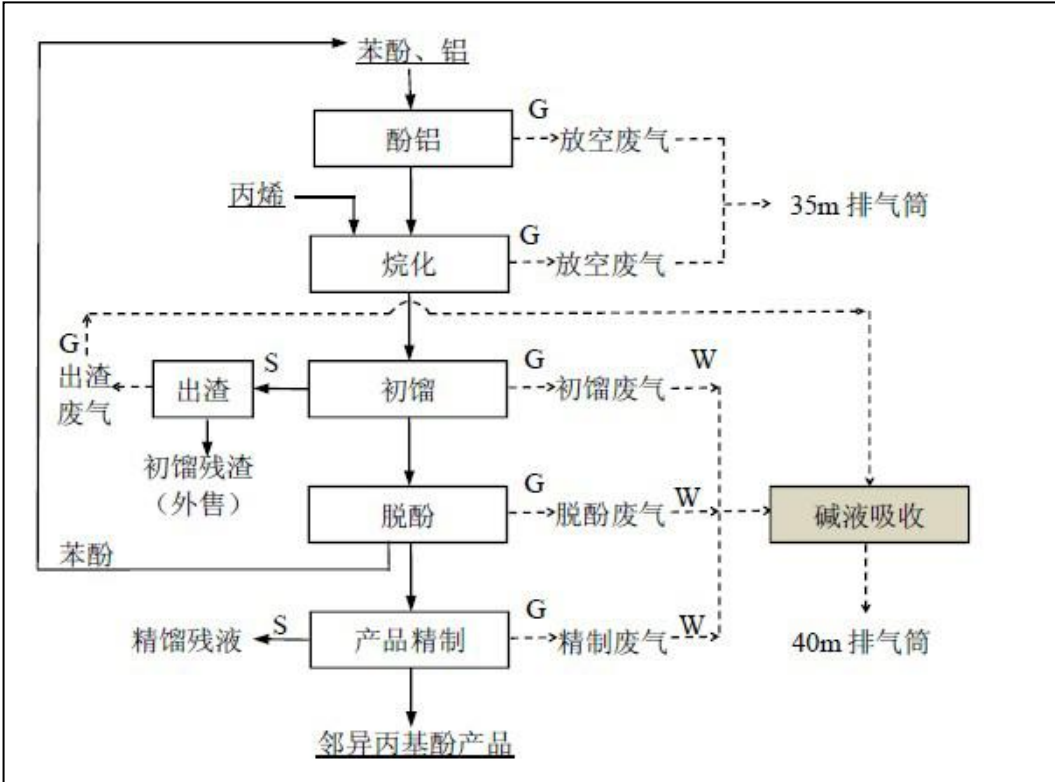 苯酚、铝
G
酚铝
放空废气
丙烯
35m 排气筒
G
烷化
放空废气
G
出渣
废气
S
出渣
初馏
G
初馏废气
W
初馏残渣
（外售）
脱酚
G
脱酚废气
W
碱液吸收
苯酚
G
精馏残液
S
产品精制
精制废气
W
40m 排气筒
邻异丙基酚产品